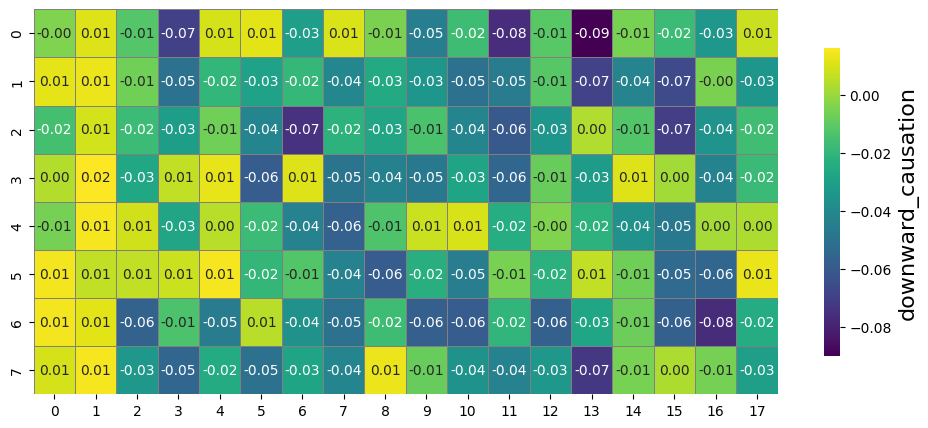 0 -0.00 0.01 -0.01 -0.07 0.01 0.01 -0.03 0.01 -0.01 -0.05 -0.02 -0.08 -0.01 -0.09 -0.01 -0.02 -0.03 0.01
1 0.01 0.01 -0.01 -0.05 -0.02 -0.03 -0.02 -0.04 -0.03 -0.03 -0.05 -0.05 -0.01 -0.07 -0.04 -0.07 -0.00 -0.03
2 -0.02 0.01 -0.02 -0.03 -0.01 -0.04 -0.07 -0.02 -0.03 -0.01 -0.04 -0.06 -0.03 0.00 -0.01 -0.07 -0.04 -0.02
3 0.00 0.02 -0.03 0.01 0.01 -0.06 0.01 -0.05 -0.04 -0.05 -0.03 -0.06 -0.01 -0.03 0.01 0.00 -0.04 -0.02
4 -0.01 0.01 0.01 -0.03 0.00 -0.02 -0.04 -0.06 -0.01 0.01 0.01 -0.02 -0.00 -0.02 -0.04 -0.05 0.00 0.00
5 0.01 0.01 0.01 0.01 0.01 -0.02 -0.01 -0.04 -0.06 -0.02 -0.05 -0.01 -0.02 0.01 -0.01 -0.05 -0.06 0.01
6 0.01 0.01 -0.06 -0.01 -0.05 0.01 -0.04 -0.05 -0.02 -0.06 -0.06 -0.02 -0.06 -0.03 -0.01 -0.06 -0.08 -0.02
7 0.01 0.01 -0.03 -0.05 -0.02 -0.05 -0.03 -0.04 0.01 -0.01 -0.04 -0.04 -0.03 -0.07 -0.01 0.00 -0.01 -0.03
0 1 2 3 4 5 6 7 8 9 10 11 12 13 14 15 16 17
0.00
−0.02
−0.04
−0.06
−0.08
downward_causation